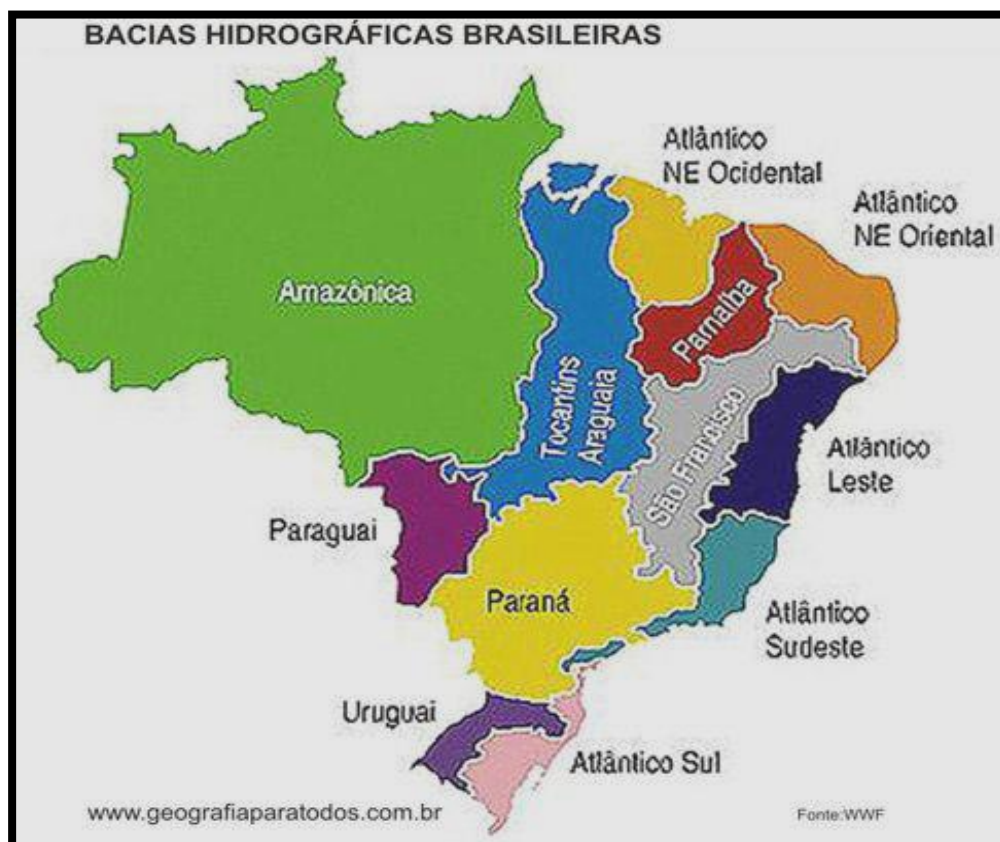 BACIAS HIDROGRÁFICAS BRASILEIRAS
Atlântico
NE Ocidental
Atlântico
NE Oriental
Amazônica
Parnaíba
Tocantins
Araguaia
São Francisco
Atlântico
Leste
Paraguai
Paraná
Atlântico
Sudeste
Uruguai
Atlântico Sul
www.geografiaparatodos.com.br
Fonte:WWF